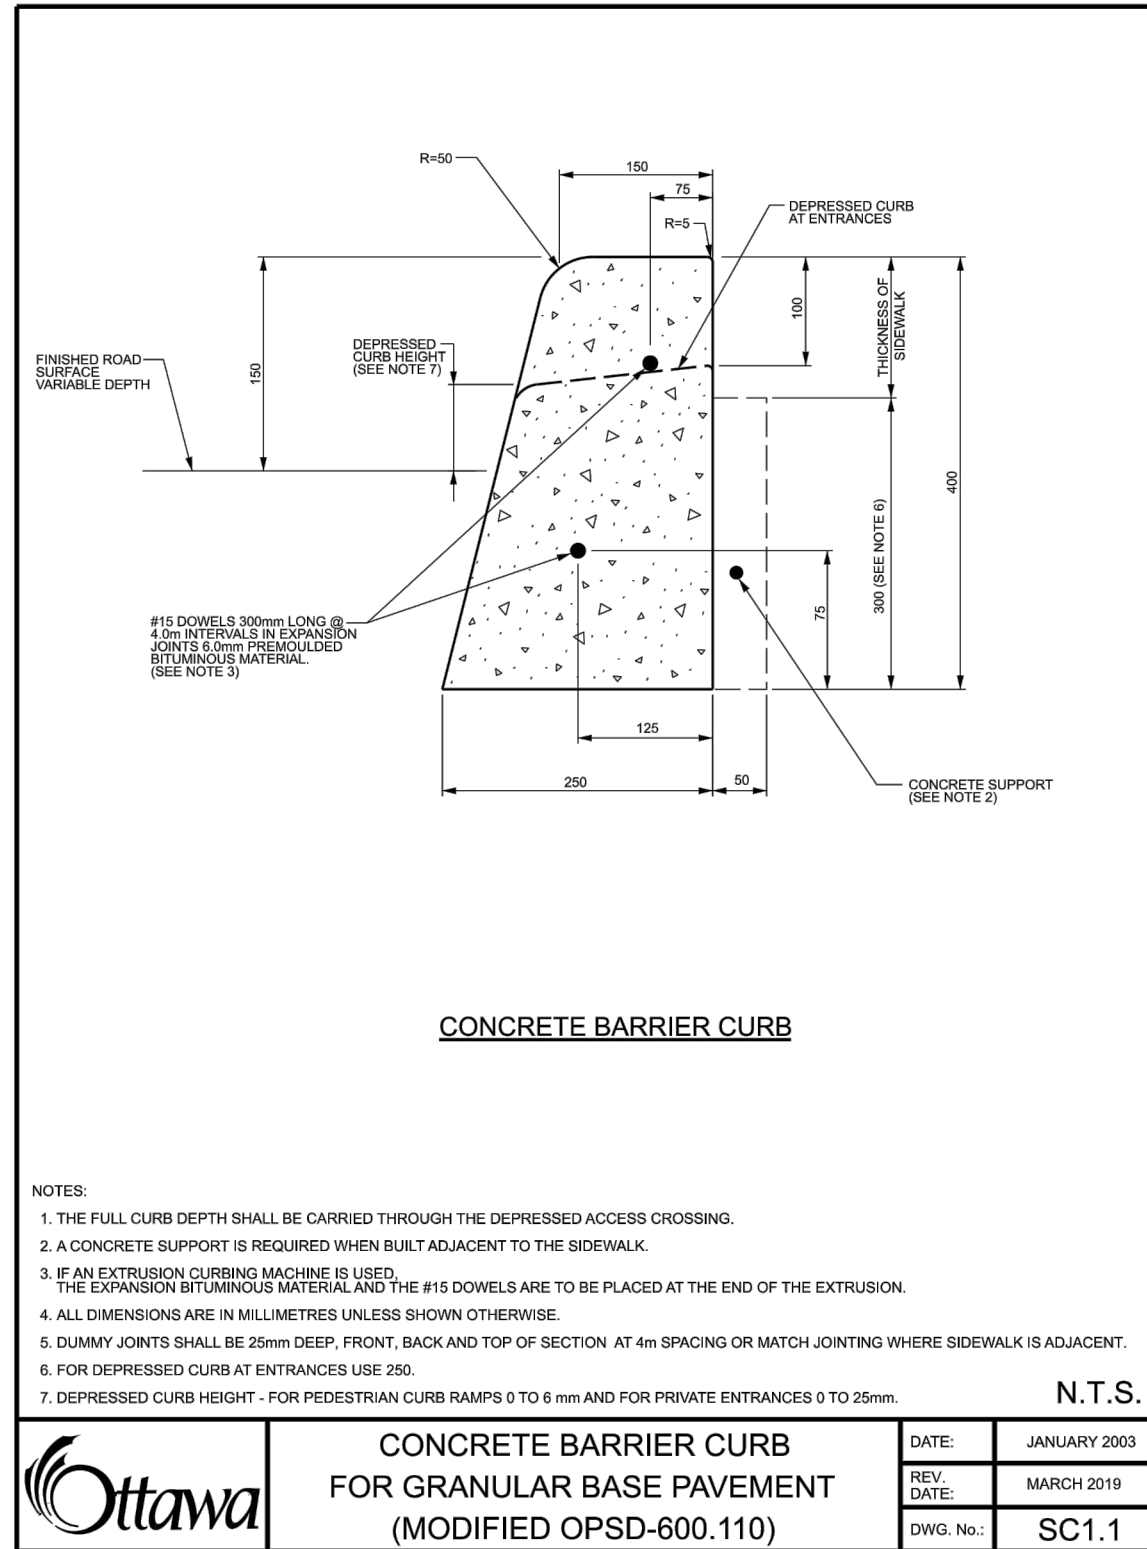 R=50
150
75
DEPRESSED CURB
AT ENTRANCES
R=5
THICKNESS OF
SIDEWALK
100
DEPRESSED
CURB HEIGHT
(SEE NOTE 7)
FINISHED ROAD
SURFACE
VARIABLE DEPTH
150
400
300 (SEE NOTE 6)
75
#15 DOWELS 300mm LONG @
4.0m INTERVALS IN EXPANSION
JOINTS 6.0mm PREMOULDED
BITUMINOUS MATERIAL.
(SEE NOTE 3)
125
250
50
CONCRETE SUPPORT
(SEE NOTE 2)
CONCRETE BARRIER CURB
NOTES:
1. THE FULL CURB DEPTH SHALL BE CARRIED THROUGH THE DEPRESSED ACCESS CROSSING.
2. A CONCRETE SUPPORT IS REQUIRED WHEN BUILT ADJACENT TO THE SIDEWALK.
3. IF AN EXTRUSION CURBING MACHINE IS USED,
THE EXPANSION BITUMINOUS MATERIAL AND THE #15 DOWELS ARE TO BE PLACED AT THE END OF THE EXTRUSION.
4. ALL DIMENSIONS ARE IN MILLIMETRES UNLESS SHOWN OTHERWISE.
5. DUMMY JOINTS SHALL BE 25mm DEEP, FRONT, BACK AND TOP OF SECTION AT 4m SPACING OR MATCH JOINTING WHERE SIDEWALK IS ADJACENT.
6. FOR DEPRESSED CURB AT ENTRANCES USE 250.
7. DEPRESSED CURB HEIGHT - FOR PEDESTRIAN CURB RAMPS 0 TO 6 mm AND FOR PRIVATE ENTRANCES 0 TO 25mm.
N.T.S.
Ottawa
CONCRETE BARRIER CURB
FOR GRANULAR BASE PAVEMENT
(MODIFIED OPSD-600.110)
DATE: JANUARY 2003
REV.
DATE: MARCH 2019
DWG. No.: SC1.1